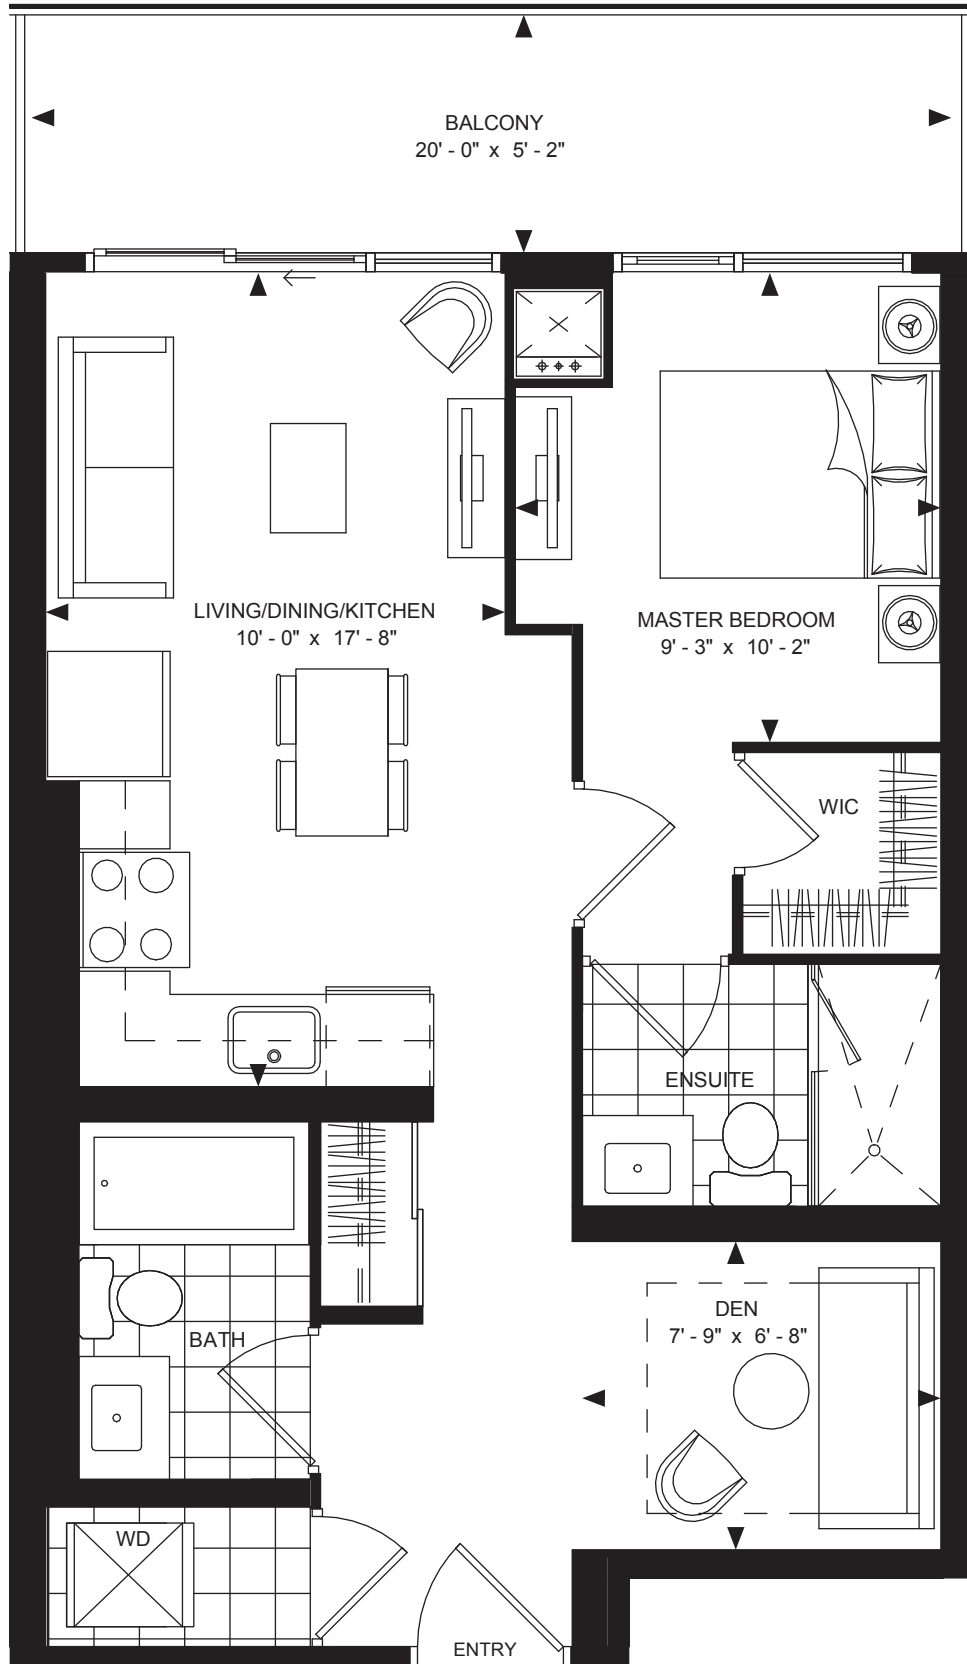 BALCONY
20' - 0" x 5' - 2"
LIVING/DINING/KITCHEN
10' - 0" x 17' - 8"
MASTER BEDROOM
9' - 3" x 10' - 2"
WIC
ENSUITE
DEN
7' - 9" x 6' - 8"
BATH
WD
ENTRY